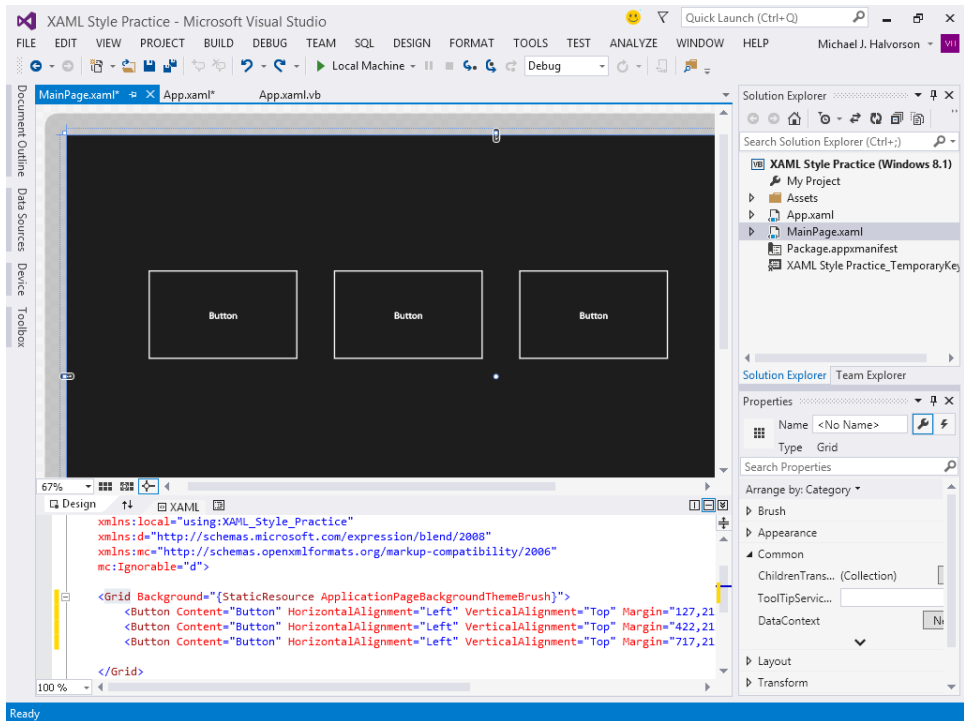 XAML Style Practice - Microsoft Visual Studio
Quick Launch (Ctrl+Q)
FILE EDIT VIEW PROJECT BUILD DEBUG TEAM SQL DESIGN FORMAT TOOLS TEST ANALYZE WINDOW HELP
Michael J. Halvorson
Local Machine
Debug
Document Outline
Data Sources
Device
Toolbox
MainPage.xaml* App.xaml* App.xaml.vb
Button
Button
Button
67%
Design XAML
xmlns:local="using:XAML_Style_Practice"
xmlns:d="http://schemas.microsoft.com/expression/blend/2008"
xmlns:mc="http://schemas.openxmlformats.org/markup-compatibility/2006"
mc:Ignorable="d">
<Grid Background="{StaticResource ApplicationPageBackgroundThemeBrush}">
<Button Content="Button" HorizontalAlignment="Left" VerticalAlignment="Top" Margin="127,21
<Button Content="Button" HorizontalAlignment="Left" VerticalAlignment="Top" Margin="422,21
<Button Content="Button" HorizontalAlignment="Left" VerticalAlignment="Top" Margin="717,21
</Grid>
100 %
Solution Explorer
Search Solution Explorer (Ctrl+;)
VB XAML Style Practice (Windows 8.1)
My Project
Assets
App.xaml
MainPage.xaml
Package.appxmanifest
XAML Style Practice_TemporaryKey
Solution Explorer Team Explorer
Properties
Name <No Name>
Type Grid
Search Properties
Arrange by: Category
Brush
Appearance
Common
ChildrenTrans... (Collection)
ToolTipServic...
DataContext
Layout
Transform
Ready